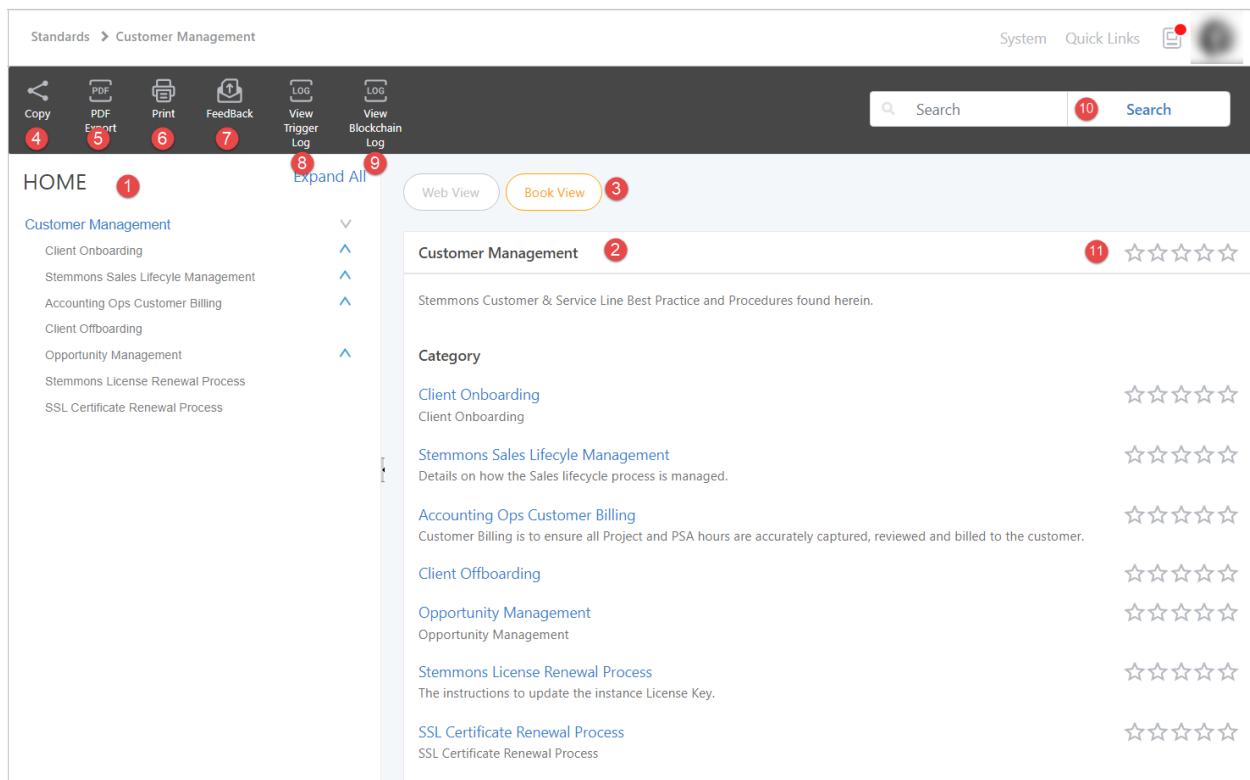 Standards > Customer Management
System Quick Links
PDF
LOG
LOG
Copy
PDF
Export
Print
FeedBack
View
Trigger
Log
View
Blockchain
Log
4
5
6
7
8
9
Search
10
Search
HOME
1
Expand All
Customer Management
Client Onboarding
Stemmons Sales Lifecyle Management
Accounting Ops Customer Billing
Client Offboarding
Opportunity Management
Stemmons License Renewal Process
SSL Certificate Renewal Process
Web View
Book View
3
Customer Management
2
11
Stemmons Customer & Service Line Best Practice and Procedures found herein.
Category
Client Onboarding
Client Onboarding
Stemmons Sales Lifecyle Management
Details on how the Sales lifecycle process is managed.
Accounting Ops Customer Billing
Customer Billing is to ensure all Project and PSA hours are accurately captured, reviewed and billed to the customer.
Client Offboarding
Opportunity Management
Opportunity Management
Stemmons License Renewal Process
The instructions to update the instance License Key.
SSL Certificate Renewal Process
SSL Certificate Renewal Process